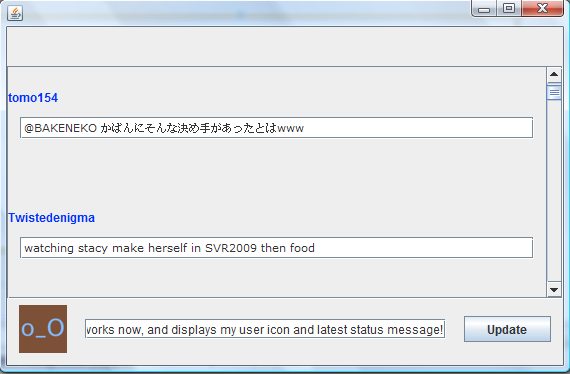 tomo154
@BAKENEKO かばんにそんな決め手があったとはwww
Twistedenigma
watching stacy make herself in SVR2009 then food
o_O
works now, and displays my user icon and latest status message!
Update